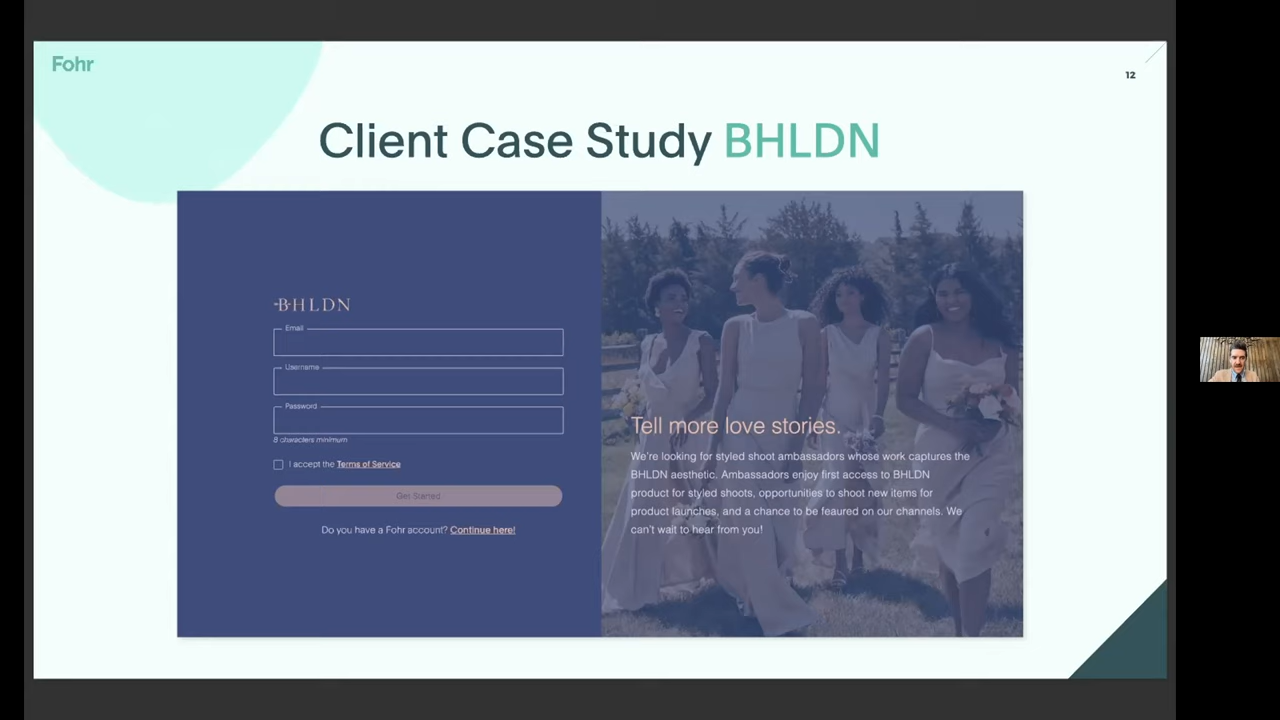 Fohr
12
Client Case Study BHLDN
BHLDN
Email
Username
Password
8 characters minimum
I accept the Terms of Service
Get Started
Do you have a Fohr account? Continue here!
Tell more love stories.
We're looking for styled shoot ambassadors whose work captures the
BHLDN aesthetic. Ambassadors enjoy first access to BHLDN
product for styled shoots, opportunities to shoot new items for
product launches, and a chance to be feaured on our channels. We
can't wait to hear from you!